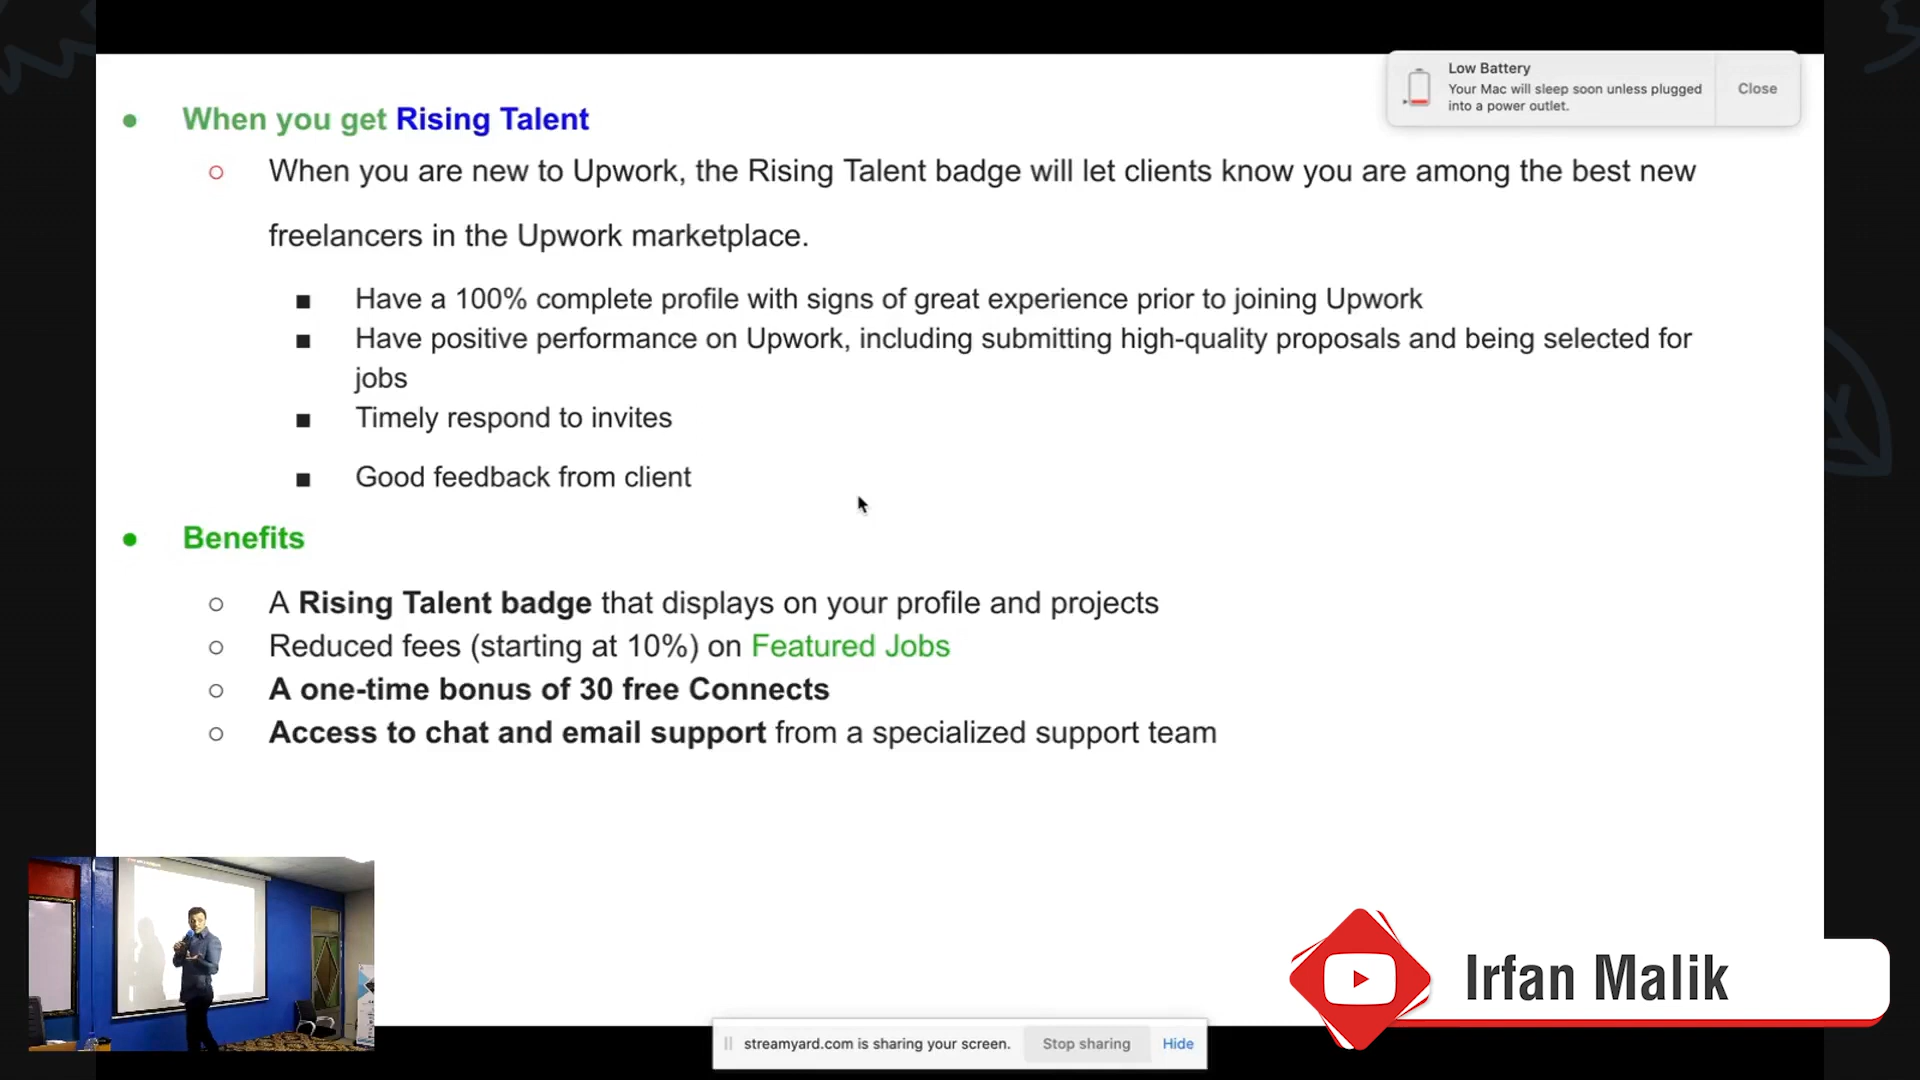 Low Battery
Your Mac will sleep soon unless plugged
into a power outlet.
Close
When you get Rising Talent
When you are new to Upwork, the Rising Talent badge will let clients know you are among the best new
freelancers in the Upwork marketplace.
Have a 100% complete profile with signs of great experience prior to joining Upwork
Have positive performance on Upwork, including submitting high-quality proposals and being selected for
jobs
Timely respond to invites
Good feedback from client
Benefits
A Rising Talent badge that displays on your profile and projects
Reduced fees (starting at 10%) on Featured Jobs
A one-time bonus of 30 free Connects
Access to chat and email support from a specialized support team
Irfan Malik
streamyard.com is sharing your screen.
Stop sharing
Hide